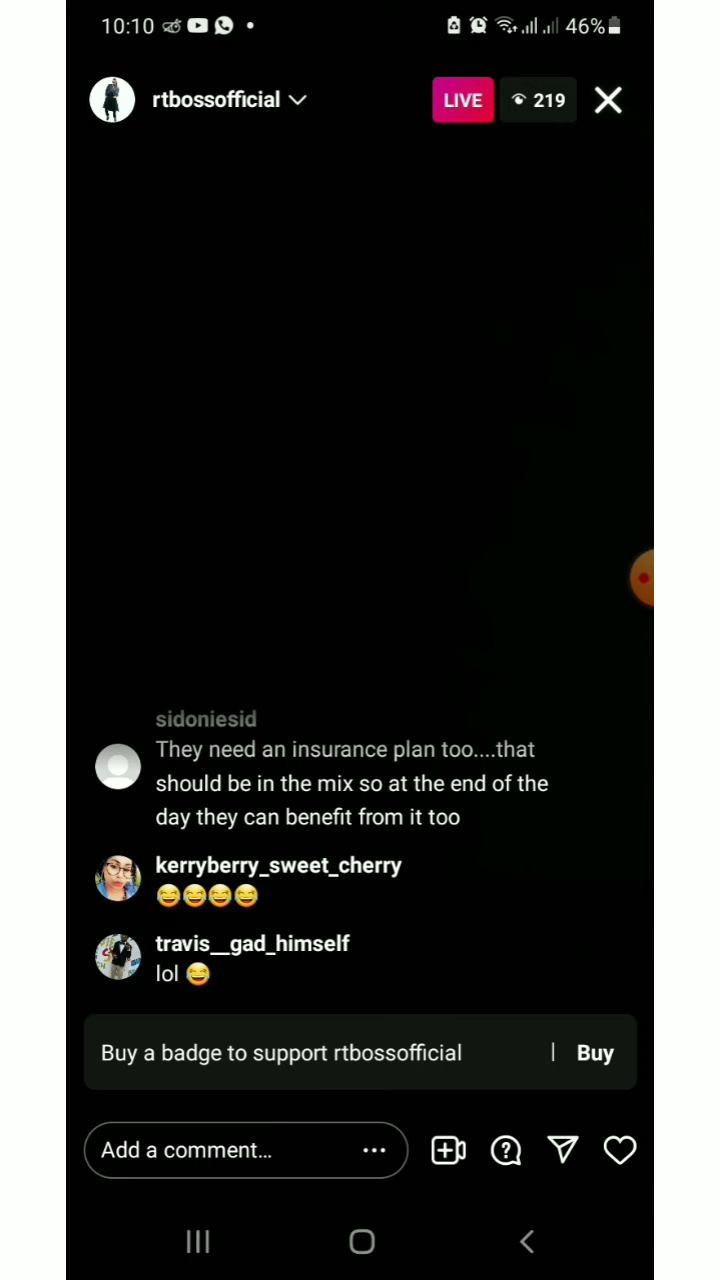 10:10 46%
rtbossofficial LIVE 219
sidoniesid
They need an insurance plan too....that
should be in the mix so at the end of the
day they can benefit from it too
kerryberry_sweet_cherry
😂😂😂😂
travis__gad_himself
lol 😂
Buy a badge to support rtbossofficial | Buy
Add a comment...